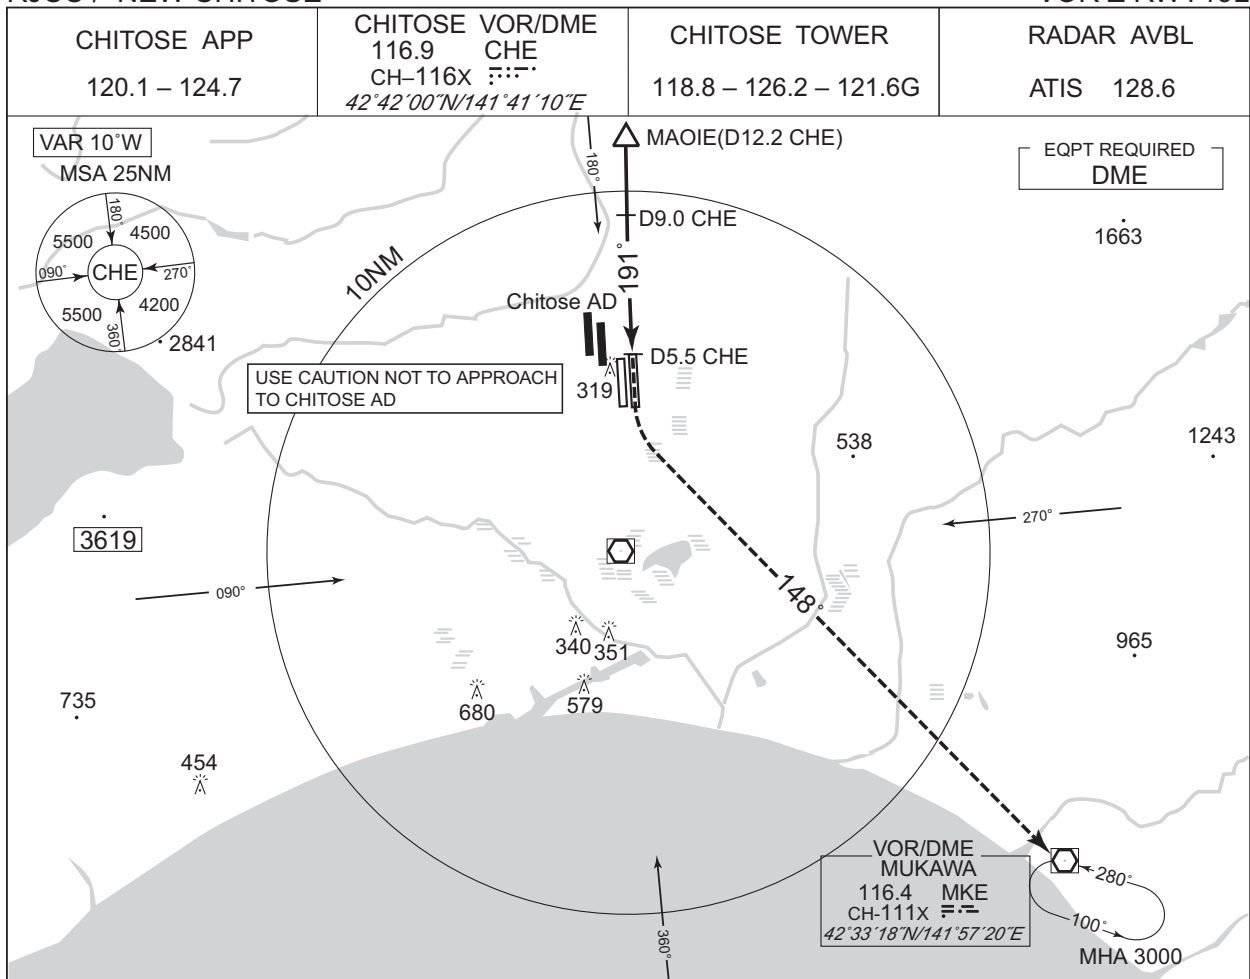 CHITOSE APP
120.1 – 124.7
CHITOSE VOR/DME
116.9 CHE
CH–116X
42°42´00˝N/141°41´10˝E
CHITOSE TOWER
118.8 – 126.2 – 121.6G
RADAR AVBL
ATIS 128.6
VAR 10°W
MSA 25NM
180°
5500
4500
090°
CHE
270°
5500
4200
360°
2841
180°
MAOIE(D12.2 CHE)
EQPT REQUIRED
DME
D9.0 CHE
1663
10NM
191°
Chitose AD
D5.5 CHE
319
USE CAUTION NOT TO APPROACH
TO CHITOSE AD
538
1243
3619
270°
090°
148°
340
351
965
735
680
579
454
VOR/DME
MUKAWA
116.4 MKE
CH-111X
42°33´18˝N/141°57´20˝E
280°
100°
360°
MHA 3000